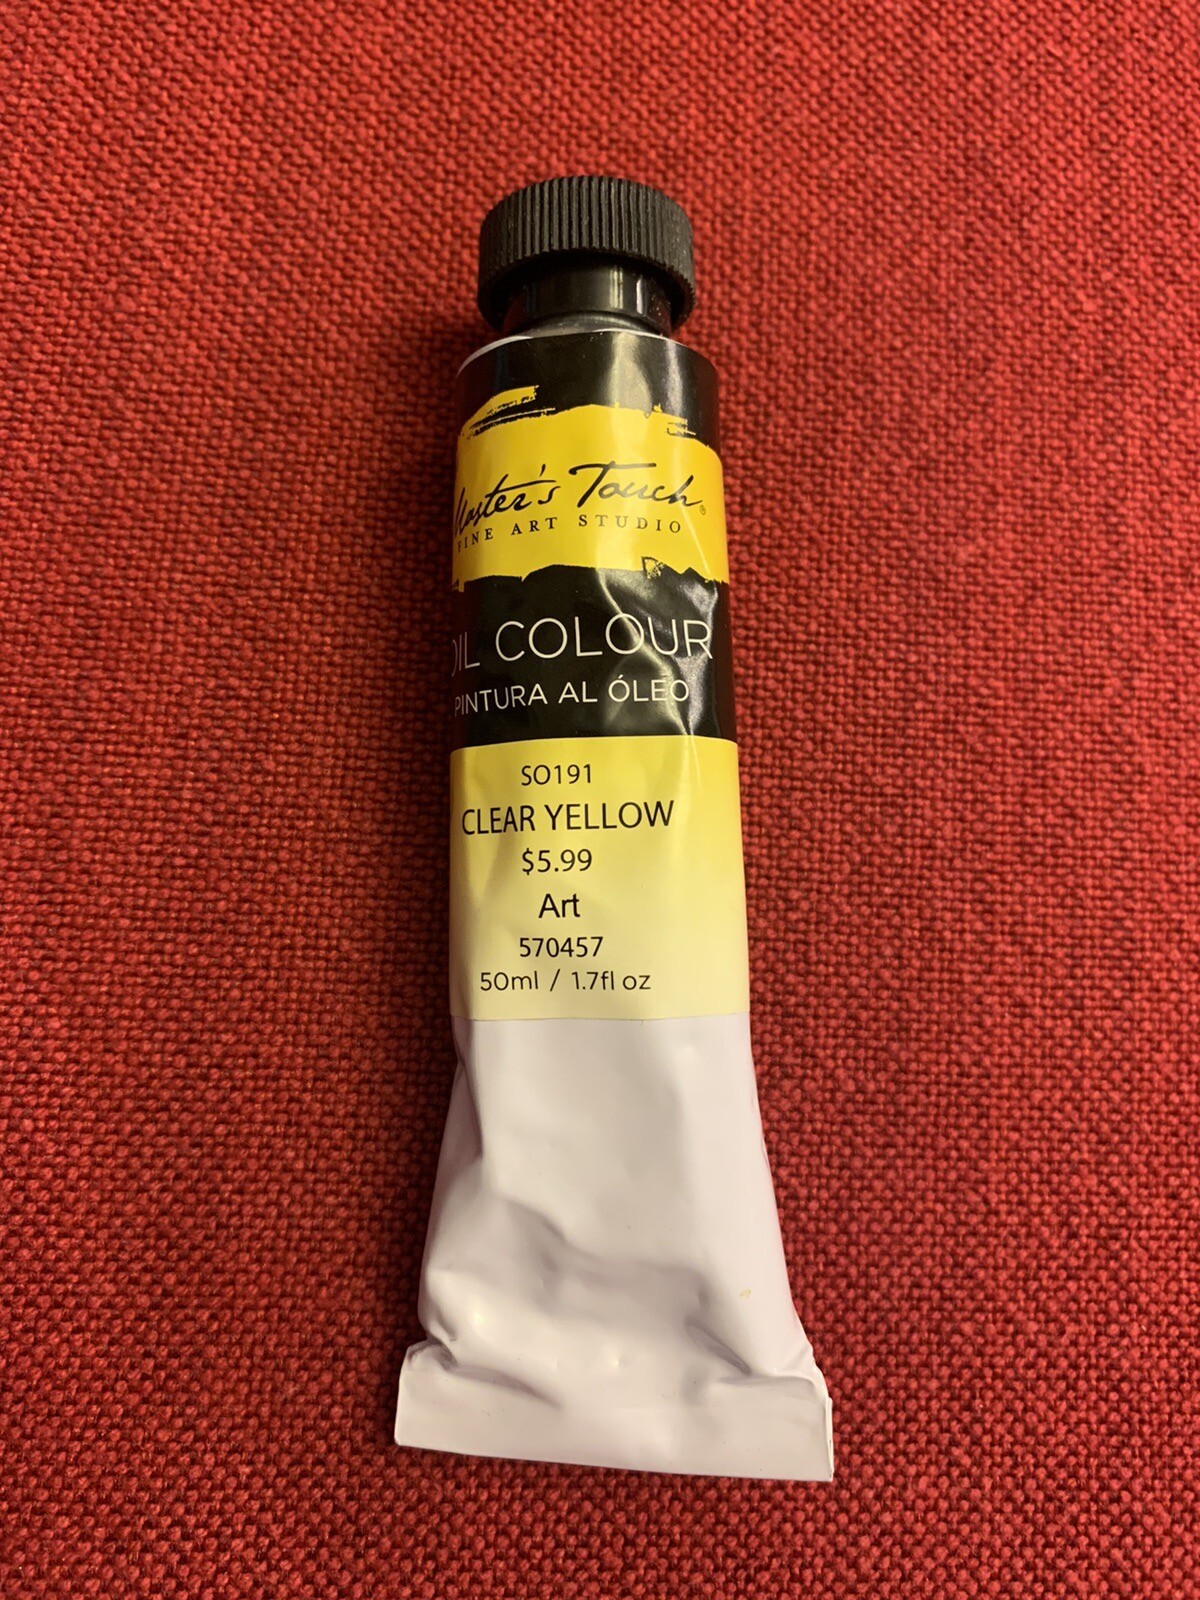 Master's Touch®
FINE ART STUDIO
OIL COLOUR
PINTURA AL ÓLEO
SO191
CLEAR YELLOW
$5.99
Art
570457
50ml / 1.7fl oz